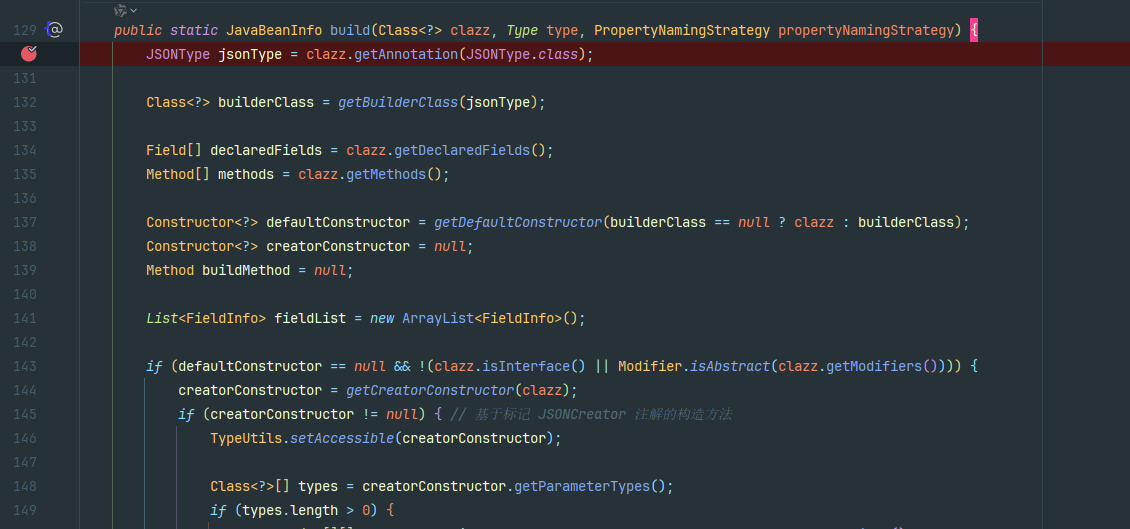 129 @ public static JavaBeanInfo build(Class<?> clazz, Type type, PropertyNamingStrategy propertyNamingStrategy) {
JSONType jsonType = clazz.getAnnotation(JSONType.class);
131
132 Class<?> builderClass = getBuilderClass(jsonType);
133
134 Field[] declaredFields = clazz.getDeclaredFields();
135 Method[] methods = clazz.getMethods();
136
137 Constructor<?> defaultConstructor = getDefaultConstructor(builderClass == null ? clazz : builderClass);
138 Constructor<?> creatorConstructor = null;
139 Method buildMethod = null;
140
141 List<FieldInfo> fieldList = new ArrayList<FieldInfo>();
142
143 if (defaultConstructor == null && !(clazz.isInterface() || Modifier.isAbstract(clazz.getModifiers()))) {
144 creatorConstructor = getCreatorConstructor(clazz);
145 if (creatorConstructor != null) { // 基于标记 JSONCreator 注解的构造方法
146 TypeUtils.setAccessible(creatorConstructor);
147
148 Class<?>[] types = creatorConstructor.getParameterTypes();
149 if (types.length > 0) {